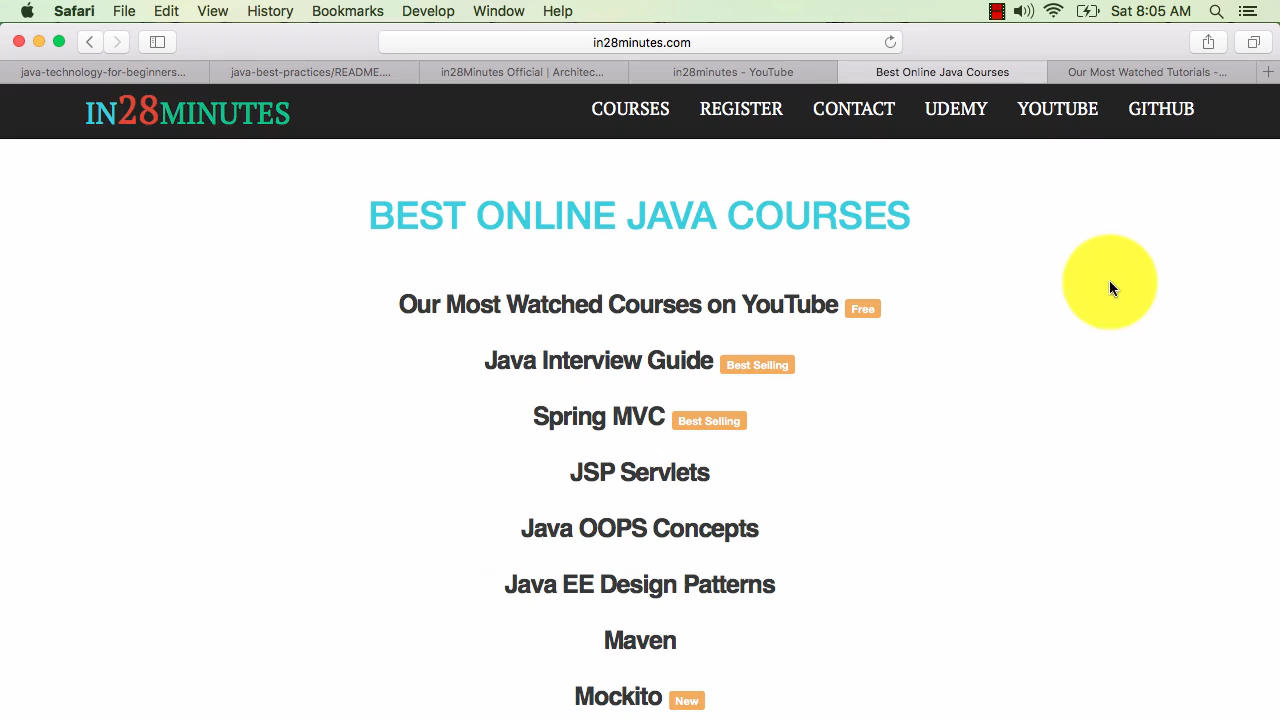 Safari File Edit View History Bookmarks Develop Window Help Sat 8:05 AM
in28minutes.com
java-technology-for-beginners... java-best-practices/README.... in28Minutes Official | Architec... in28minutes - YouTube Best Online Java Courses Our Most Watched Tutorials -...
IN28MINUTES COURSES REGISTER CONTACT UDEMY YOUTUBE GITHUB
BEST ONLINE JAVA COURSES
Our Most Watched Courses on YouTube Free
Java Interview Guide Best Selling
Spring MVC Best Selling
JSP Servlets
Java OOPS Concepts
Java EE Design Patterns
Maven
Mockito New